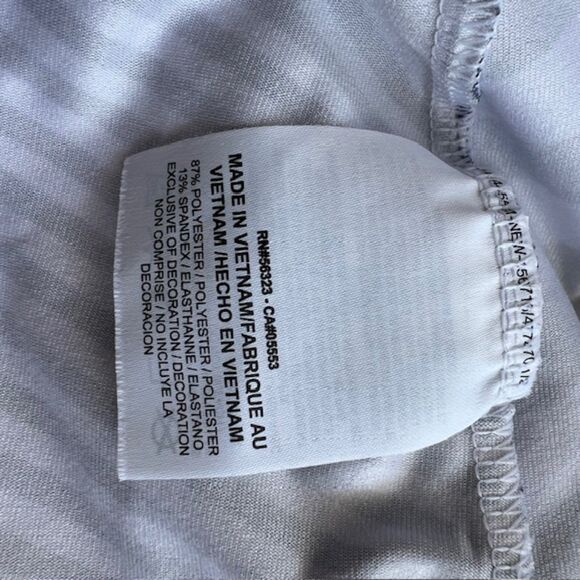 RN#56323 - CA#05553
MADE IN VIETNAM/FABRIQUE AU
VIETNAM /HECHO EN VIETNAM
87% POLYESTER / POLYESTER / POLIESTER
13% SPANDEX / ELASTHANNE / ELASTANO
EXCLUSIVE OF DECORATION / DECORATION
NON COMPRISE / NO INCLUYE LA
DECORACION